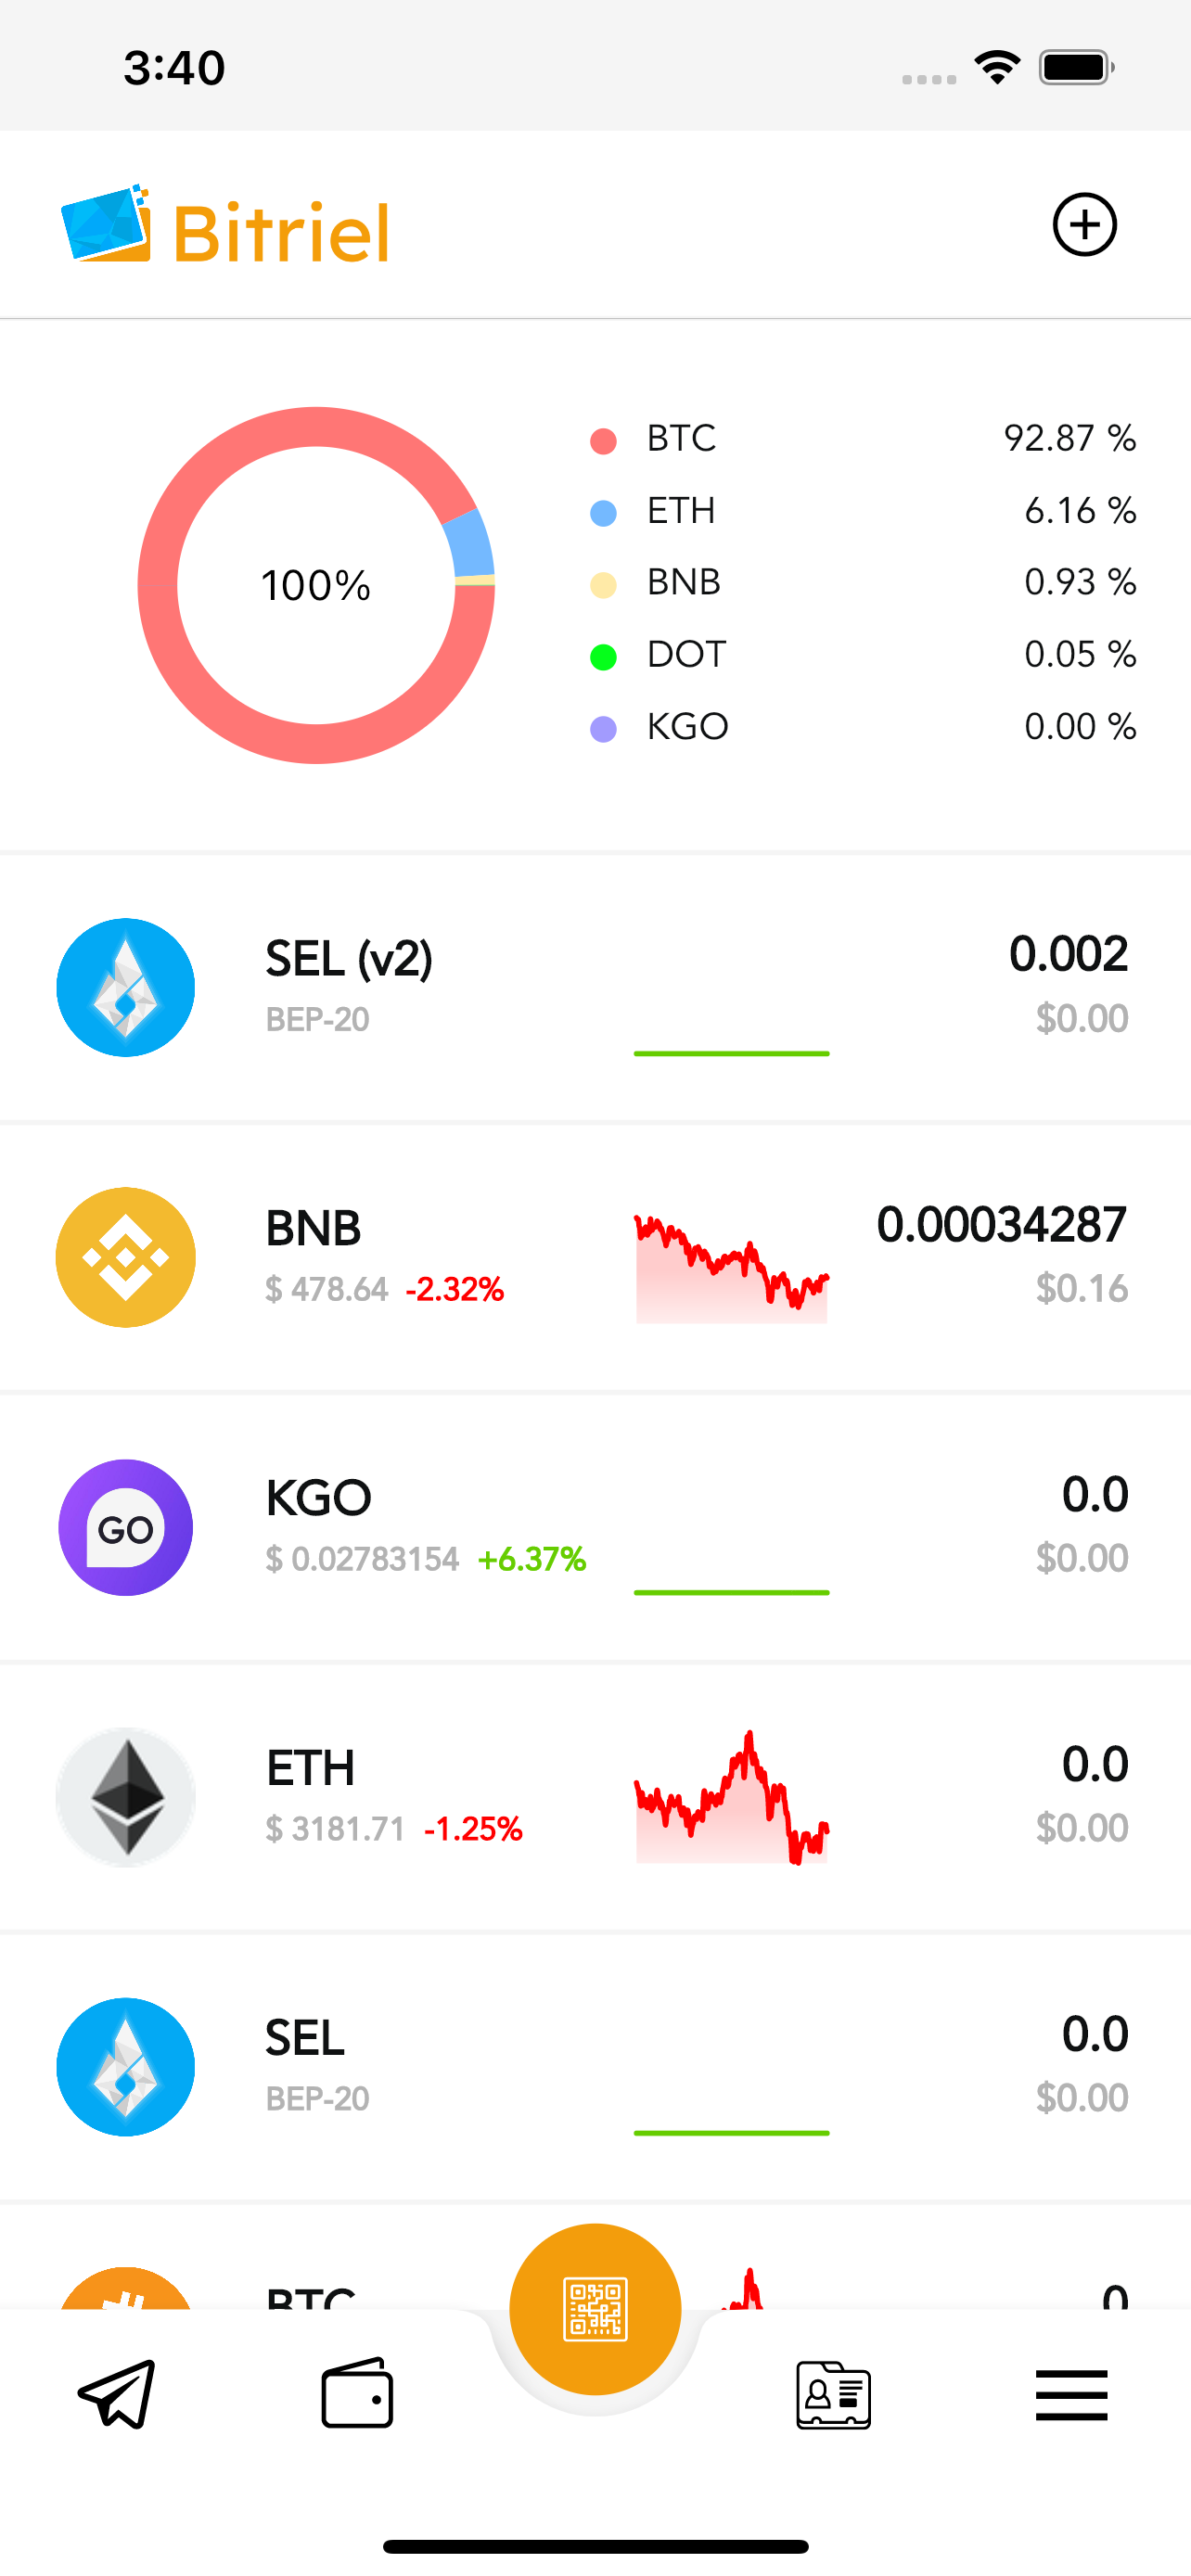 3:40
Bitriel
100%
BTC 92.87 %
ETH 6.16 %
BNB 0.93 %
DOT 0.05 %
KGO 0.00 %
SEL (v2) 0.002
BEP-20 $0.00
BNB 0.00034287
$ 478.64 -2.32% $0.16
KGO 0.0
GO
$ 0.02783154 +6.37% $0.00
ETH 0.0
$ 3181.71 -1.25% $0.00
SEL 0.0
BEP-20 $0.00
BTC 0